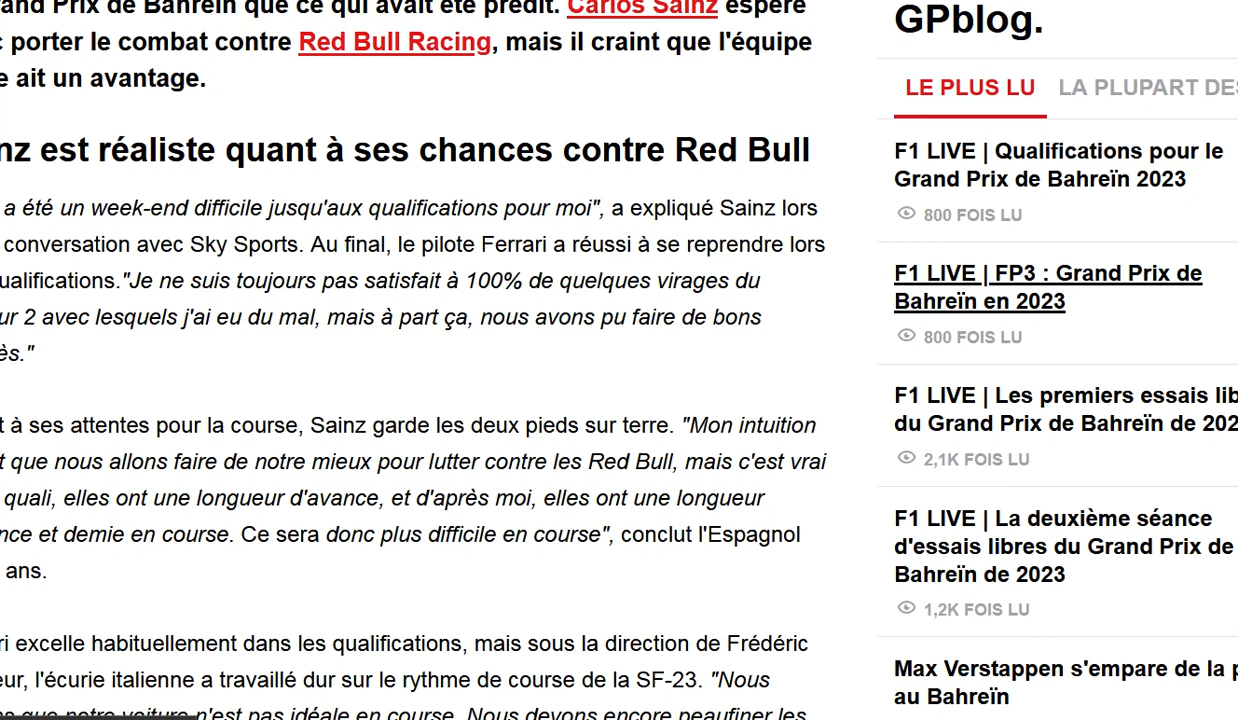 rand Prix de Bahreïn que ce qui avait été prédit. Carlos Sainz espère
c porter le combat contre Red Bull Racing, mais il craint que l'équipe
e ait un avantage.
nz est réaliste quant à ses chances contre Red Bull
a été un week-end difficile jusqu'aux qualifications pour moi", a expliqué Sainz lors
conversation avec Sky Sports. Au final, le pilote Ferrari a réussi à se reprendre lors
ualifications."Je ne suis toujours pas satisfait à 100% de quelques virages du
ur 2 avec lesquels j'ai eu du mal, mais à part ça, nous avons pu faire de bons
ès."
t à ses attentes pour la course, Sainz garde les deux pieds sur terre. "Mon intuition
t que nous allons faire de notre mieux pour lutter contre les Red Bull, mais c'est vrai
quali, elles ont une longueur d'avance, et d'après moi, elles ont une longueur
nce et demie en course. Ce sera donc plus difficile en course", conclut l'Espagnol
ans.
ri excelle habituellement dans les qualifications, mais sous la direction de Frédéric
eur, l'écurie italienne a travaillé dur sur le rythme de course de la SF-23. "Nous
que notre voiture n'est pas idéale en course. Nous devons encore peaufiner les
GPblog.
LE PLUS LU LA PLUPART DES
F1 LIVE | Qualifications pour le
Grand Prix de Bahreïn 2023
800 FOIS LU
F1 LIVE | FP3 : Grand Prix de
Bahreïn en 2023
800 FOIS LU
F1 LIVE | Les premiers essais lib
du Grand Prix de Bahreïn de 202
2,1K FOIS LU
F1 LIVE | La deuxième séance
d'essais libres du Grand Prix de
Bahreïn de 2023
1,2K FOIS LU
Max Verstappen s'empare de la p
au Bahreïn